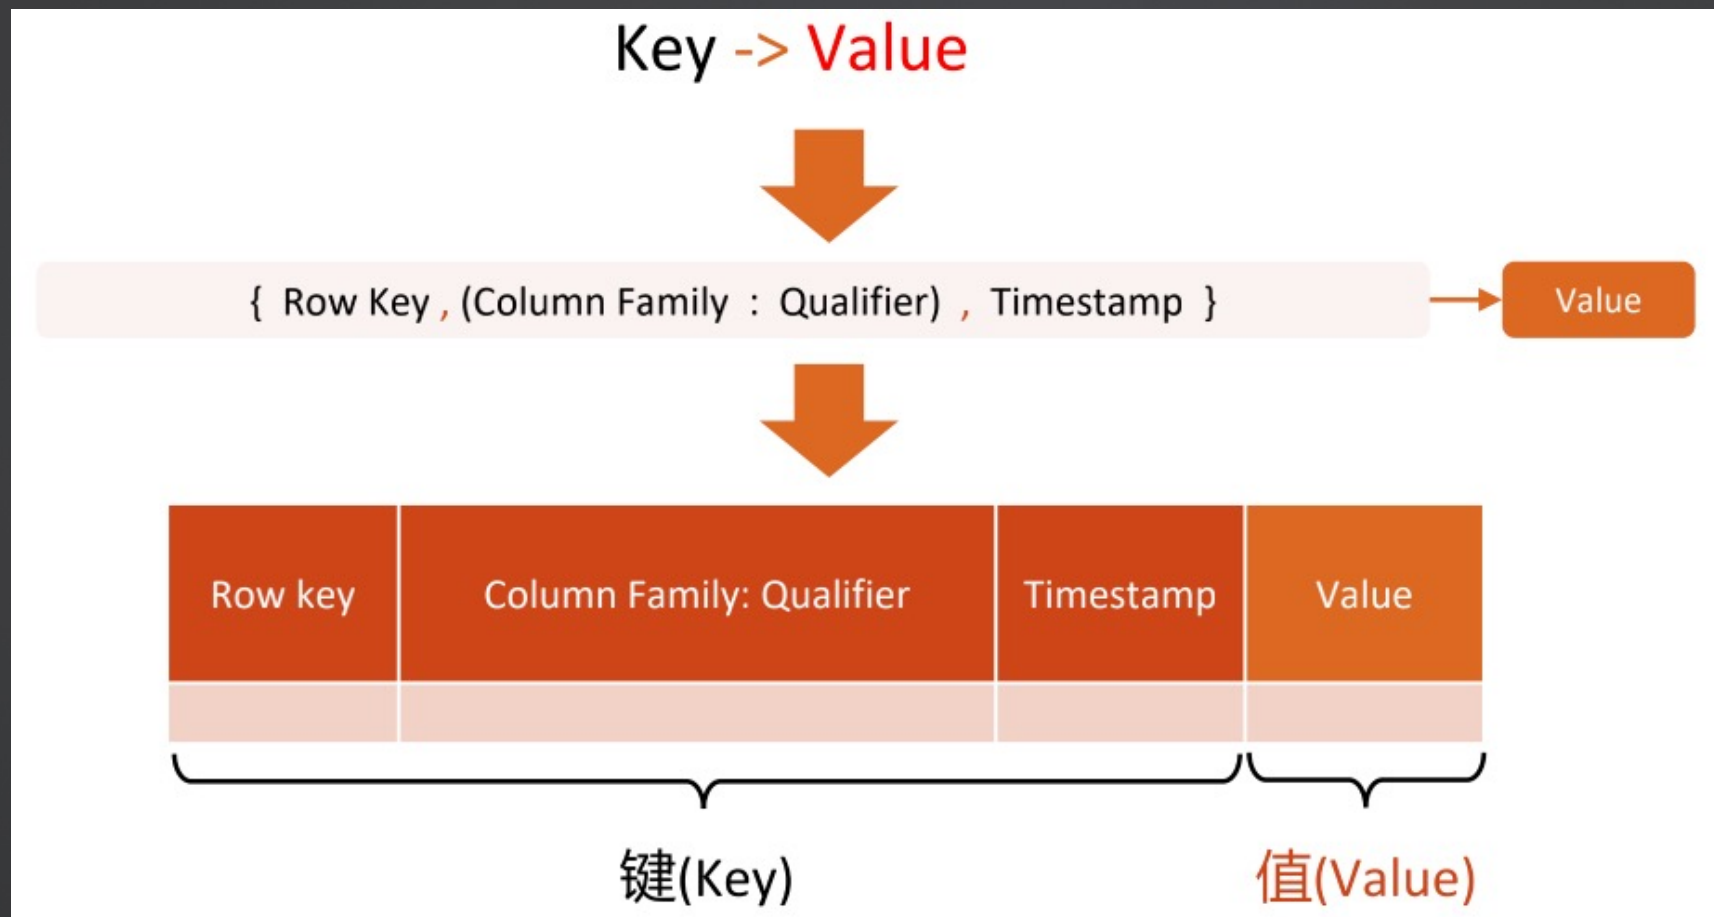 Key -> Value
{ Row Key , (Column Family : Qualifier) , Timestamp }
Value
Row key
Column Family: Qualifier
Timestamp
Value
键(Key)
值(Value)